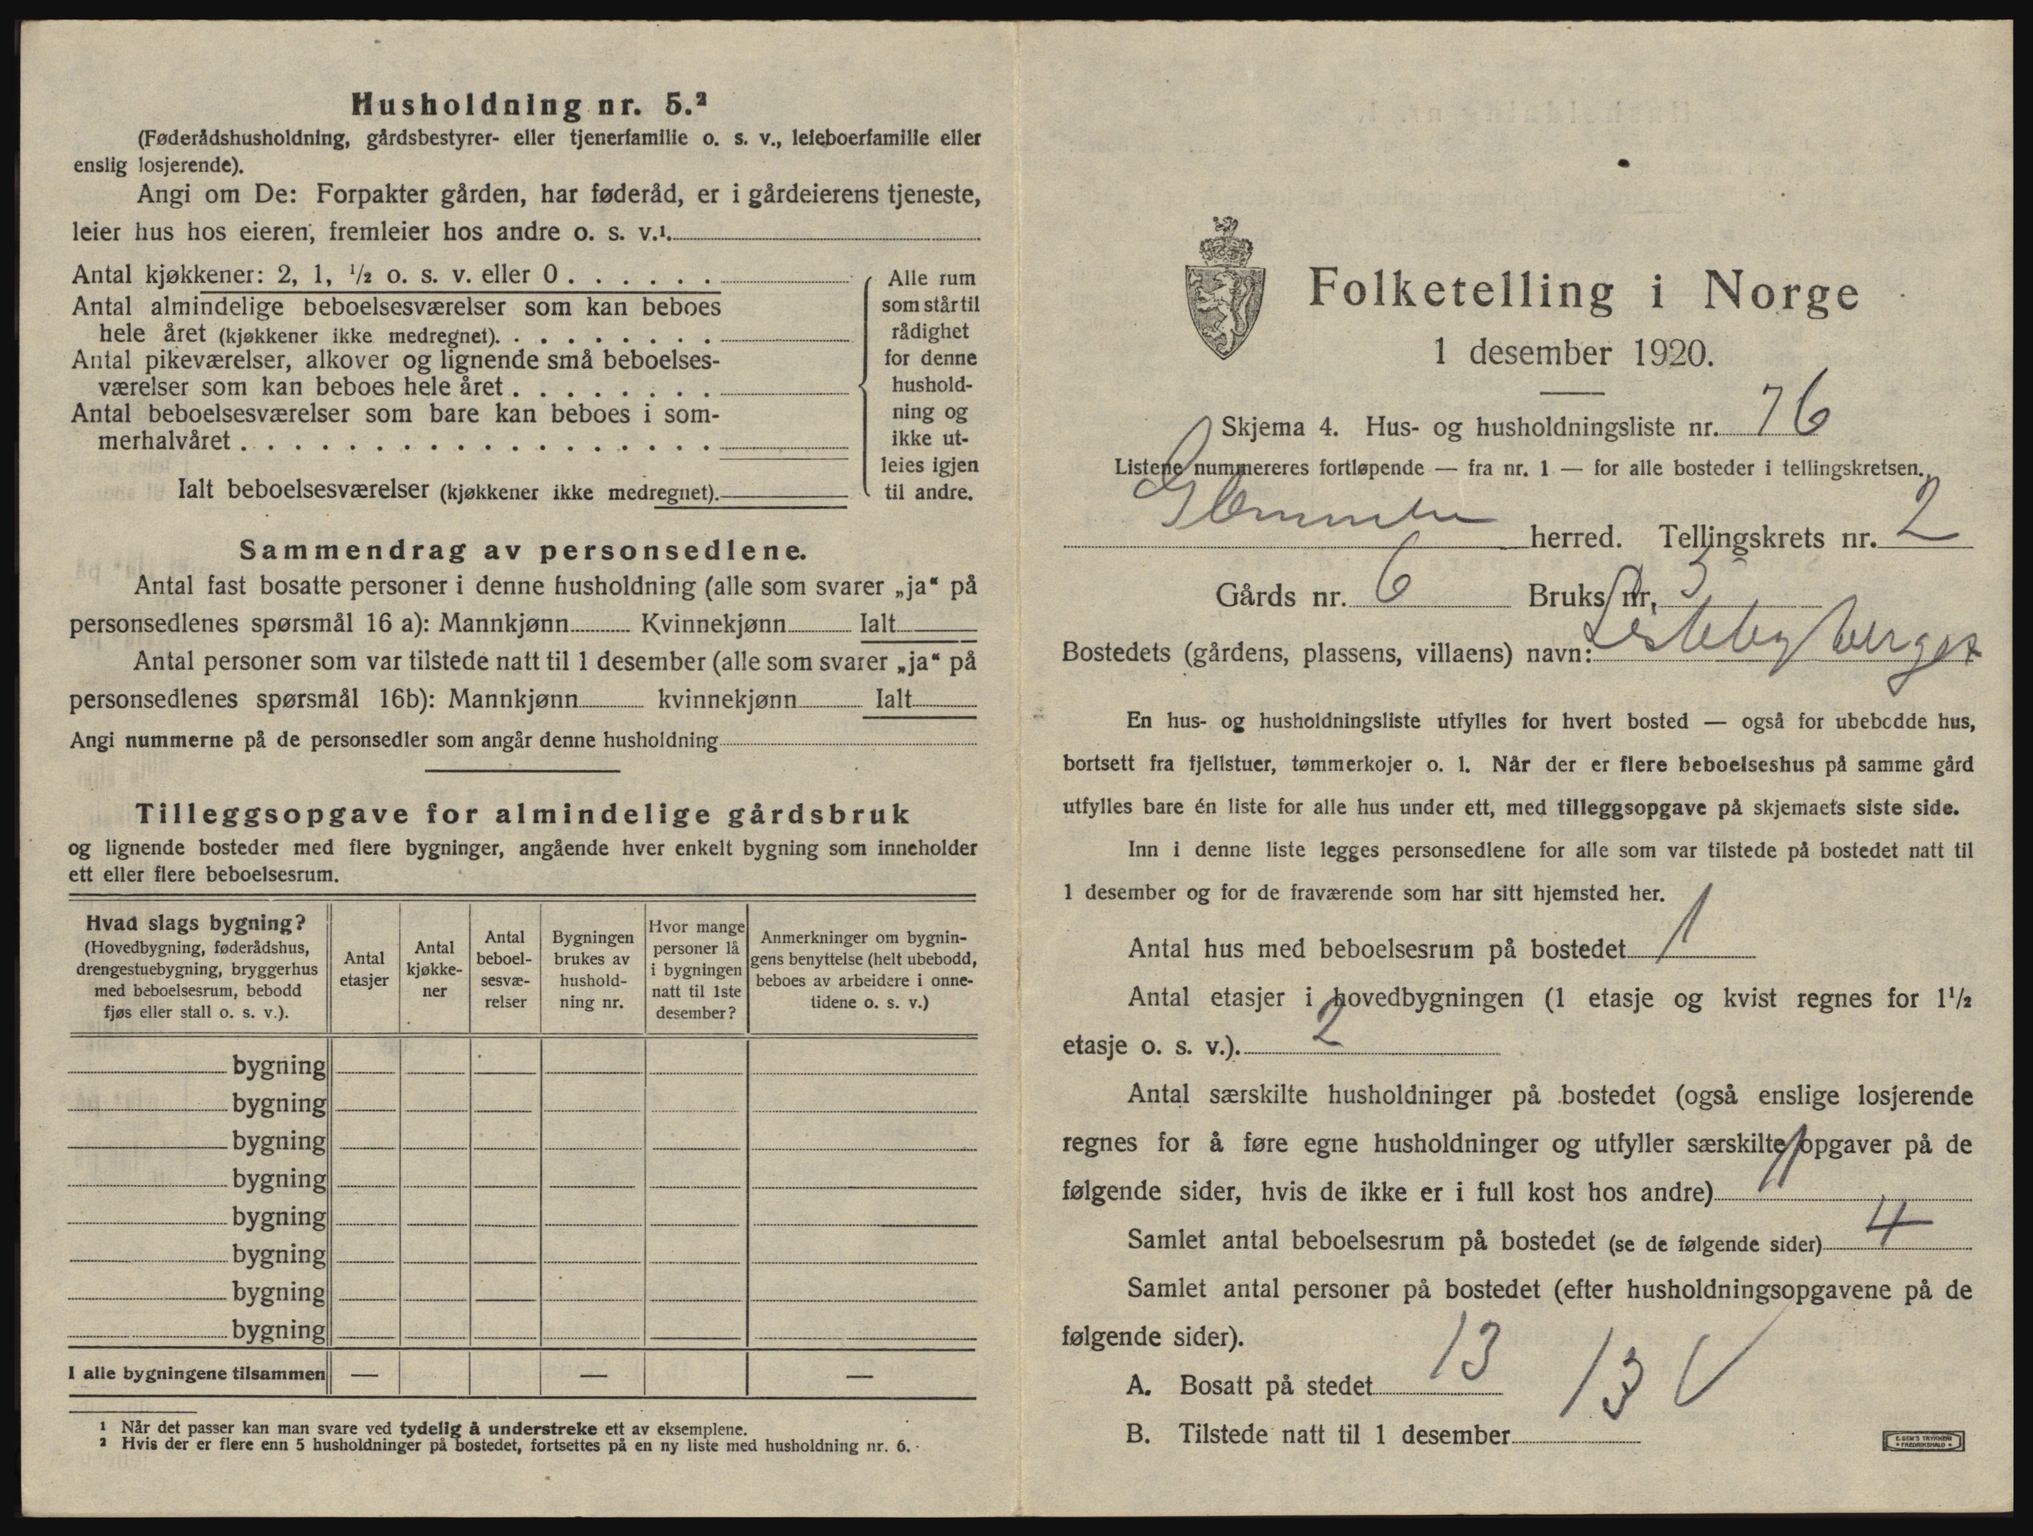 Husholdning nr. 5.²
(Føderådshusholdning, gårdsbestyrer- eller tjenerfamilie o. s. v., leieboerfamilie eller
enslig losjerende).
Angi om De: Forpakter gården, har føderåd, er i gårdeierens tjeneste,
leier hus hos eieren, fremleier hos andre o. s. v.¹.
Antal kjøkkener: 2, 1, ¹/₂ o. s. v. eller 0 . . . . . .
Antal almindelige beboelsesværelser som kan beboes
hele året (kjøkkener ikke medregnet). . . . . . . . .
Antal pikeværelser, alkover og lignende små beboelses-
værelser som kan beboes hele året . . . . . . . .
Antal beboelsesværelser som bare kan beboes i som-
merhalvåret . . . . . . . . . . . . . . . . . .
Ialt beboelsesværelser (kjøkkener ikke medregnet).
Alle rum
som står til
rådighet
for denne
hushold-
ning og
ikke ut-
leies igjen
til andre.
Sammendrag av personsedlene.
Antal fast bosatte personer i denne husholdning (alle som svarer „ja“ på
personsedlenes spørsmål 16 a): Mannkjønn Kvinnekjønn Ialt
Antal personer som var tilstede natt til 1 desember (alle som svarer „ja“ på
personsedlenes spørsmål 16b): Mannkjønn kvinnekjønn Ialt
Angi nummerne på de personsedler som angår denne husholdning
Tilleggsopgave for almindelige gårdsbruk
og lignende bosteder med flere bygninger, angående hver enkelt bygning som inneholder
ett eller flere beboelsesrum.
Hvad slags bygning?
(Hovedbygning, føderådshus,
drengestuebygning, bryggerhus
med beboelsesrum, bebodd
fjøs eller stall o. s. v.).
Antal
etasjer
Antal
kjøkke-
ner
Antal
beboel-
sesvæ-
relser
Bygningen
brukes av
hushold-
ning nr.
Hvor mange
personer lå
i bygningen
natt til 1ste
desember?
Anmerkninger om bygnin-
gens benyttelse (helt ubebodd,
beboes av arbeidere i onne-
tidene o. s. v.)
bygning
bygning
bygning
bygning
bygning
bygning
bygning
bygning
I alle bygningene tilsammen — — —
¹ Når det passer kan man svare ved tydelig å understreke ett av eksemplene.
² Hvis der er flere enn 5 husholdninger på bostedet, fortsettes på en ny liste med husholdning nr. 6.
Folketelling i Norge
1 desember 1920.
Skjema 4. Hus- og husholdningsliste nr. 76
Listene nummereres fortløpende — fra nr. 1 — for alle bosteder i tellingskretsen.
Glemmen herred. Tellingskrets nr. 2
Gårds nr. 6 Bruks nr. 3
Bostedets (gårdens, plassens, villaens) navn: Lislebyberget
En hus- og husholdningsliste utfylles for hvert bosted — også for ubebodde hus,
bortsett fra fjellstuer, tømmerkojer o. l. Når der er flere beboelseshus på samme gård
utfylles bare én liste for alle hus under ett, med tilleggsopgave på skjemaets siste side.
Inn i denne liste legges personsedlene for alle som var tilstede på bostedet natt til
1 desember og for de fraværende som har sitt hjemsted her.
Antal hus med beboelsesrum på bostedet 1
Antal etasjer i hovedbygningen (1 etasje og kvist regnes for 1¹/₂
etasje o. s. v.). 2
Antal særskilte husholdninger på bostedet (også enslige losjerende
regnes for å føre egne husholdninger og utfyller særskilte opgaver på de
følgende sider, hvis de ikke er i full kost hos andre)
Samlet antal beboelsesrum på bostedet (se de følgende sider) 4
Samlet antal personer på bostedet (efter husholdningsopgavene på de
følgende sider).
A. Bosatt på stedet 13 13 V
B. Tilstede natt til 1 desember
E. SEM'S TRYKKERI
FREDRIKSHALD